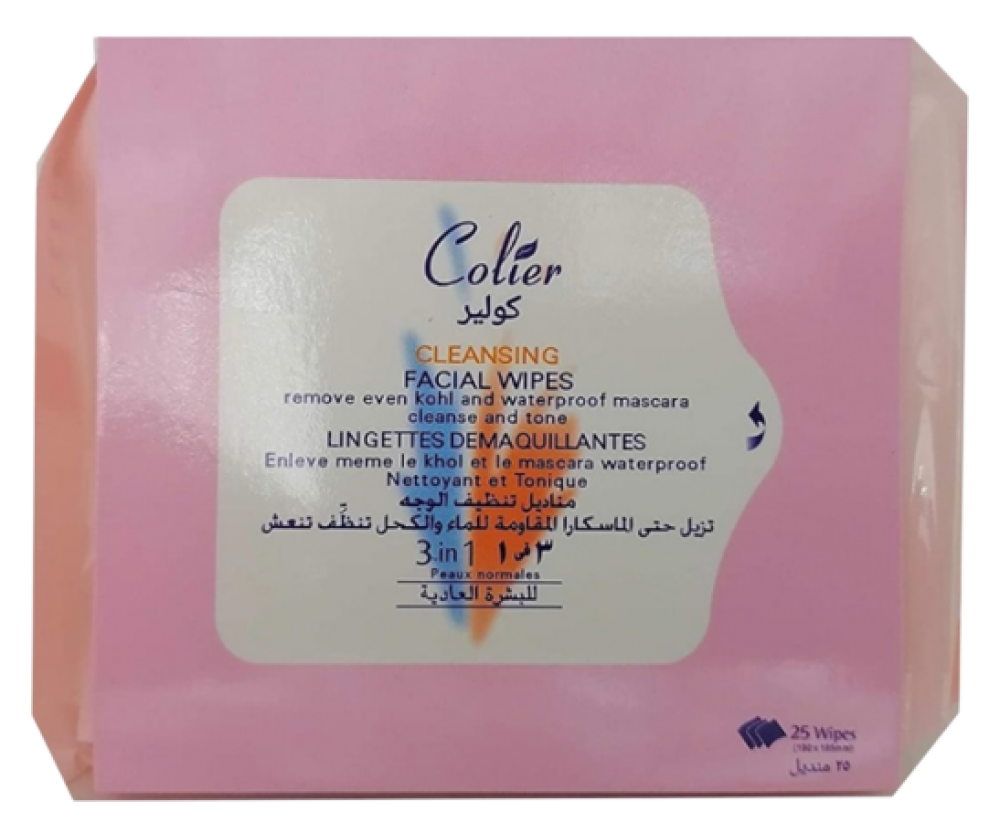 Colier
كولير
CLEANSING
FACIAL WIPES
remove even kohl and waterproof mascara
cleanse and tone
LINGETTES DEMAQUILLANTES
Enleve meme le khol et le mascara waterproof
Nettoyant et Tonique
مناديل تنظيف الوجه
تزيل حتى الماسكارا المقاومة للماء والكحل تنظِّف تنعش
3 in 1 ٣ في ١
Peaux normales
للبشرة العادية
25 Wipes
٢٥ منديل